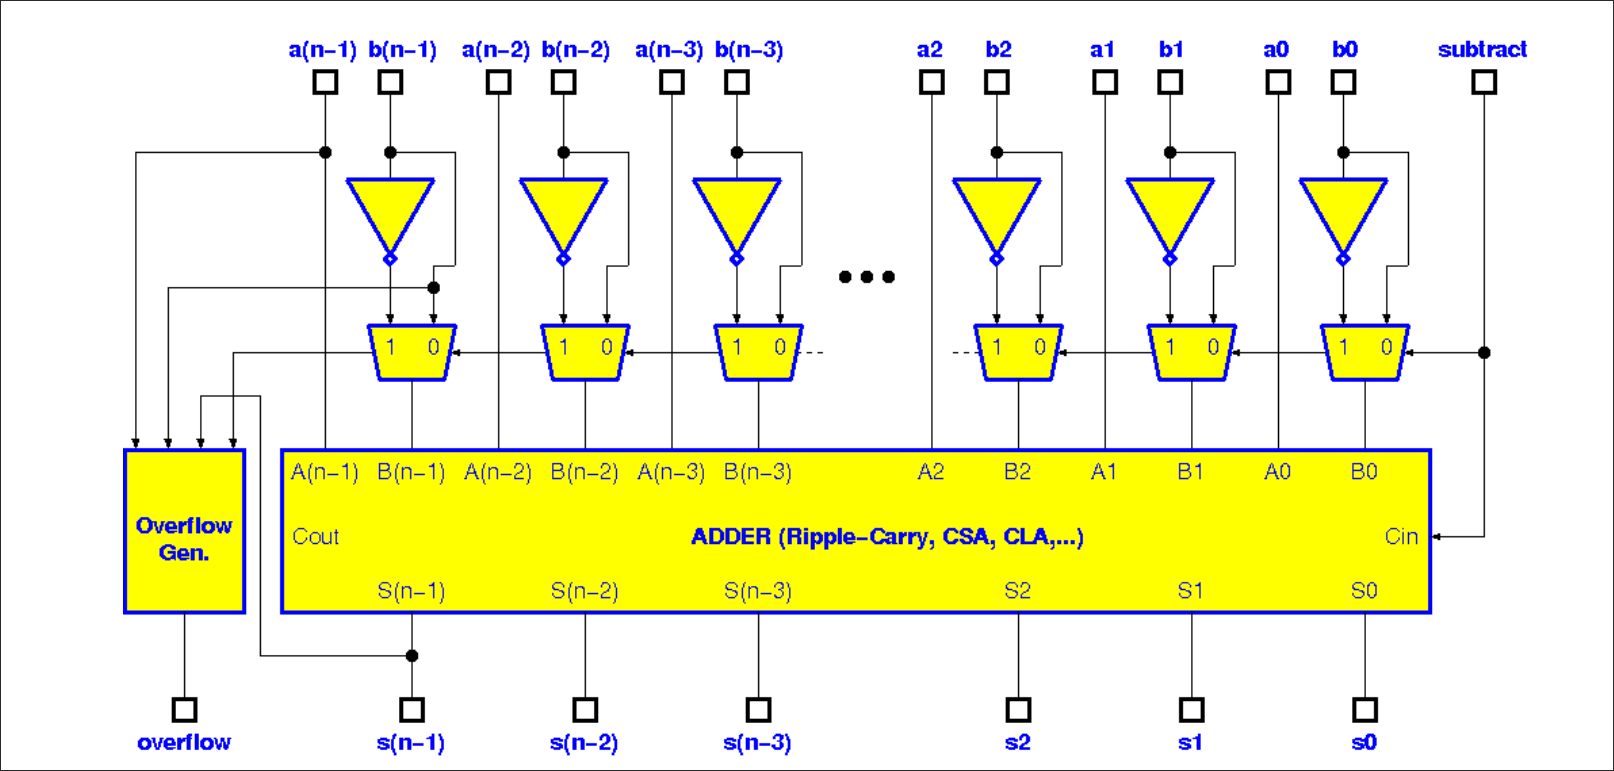 a(n−1) b(n−1) a(n−2) b(n−2) a(n−3) b(n−3) a2 b2 a1 b1 a0 b0 subtract
1 0 1 0 1 0 1 0 1 0 1 0
A(n−1) B(n−1) A(n−2) B(n−2) A(n−3) B(n−3) A2 B2 A1 B1 A0 B0
Overflow
Gen.
Cout ADDER (Ripple−Carry, CSA, CLA,...) Cin
S(n−1) S(n−2) S(n−3) S2 S1 S0
overflow s(n−1) s(n−2) s(n−3) s2 s1 s0